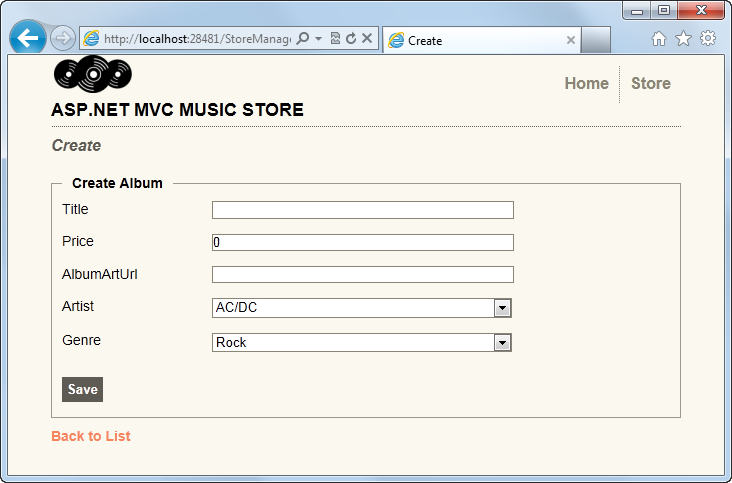 http://localhost:28481/StoreManage
Create
Home
Store
ASP.NET MVC MUSIC STORE
Create
Create Album
Title
Price
0
AlbumArtUrl
Artist
AC/DC
Genre
Rock
Save
Back to List